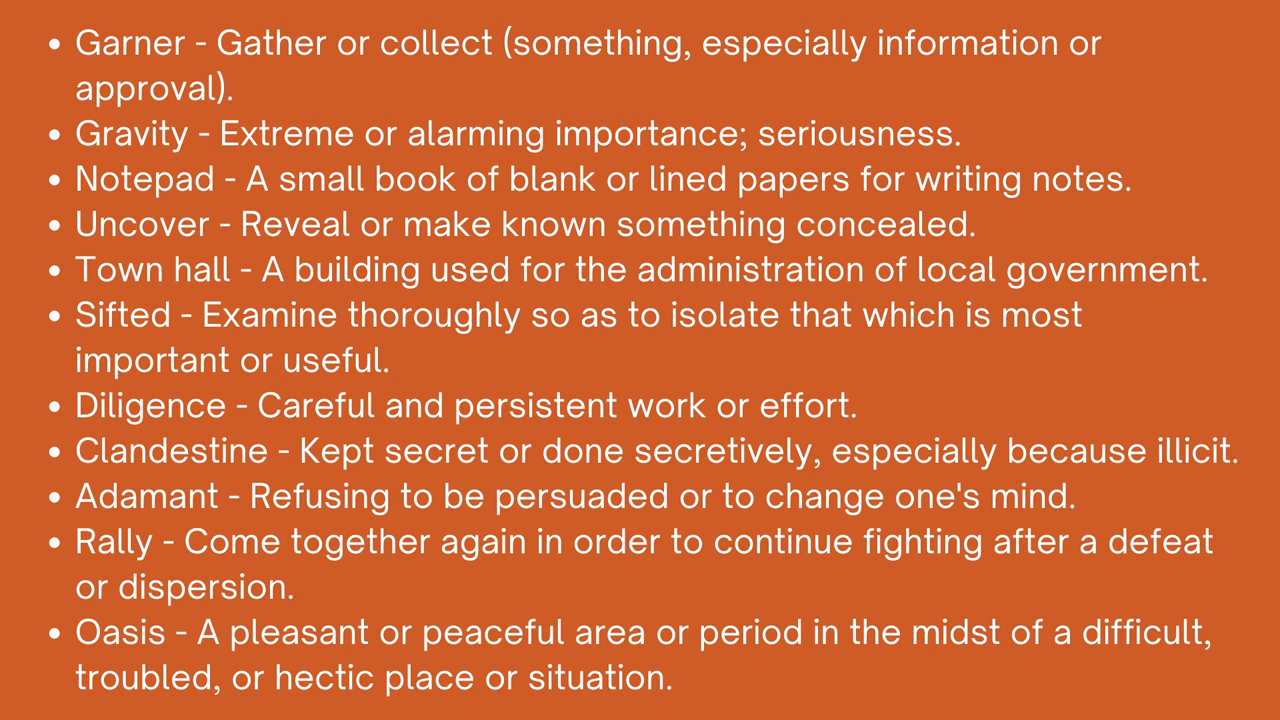 • Garner - Gather or collect (something, especially information or
approval).
• Gravity - Extreme or alarming importance; seriousness.
• Notepad - A small book of blank or lined papers for writing notes.
• Uncover - Reveal or make known something concealed.
• Town hall - A building used for the administration of local government.
• Sifted - Examine thoroughly so as to isolate that which is most
important or useful.
• Diligence - Careful and persistent work or effort.
• Clandestine - Kept secret or done secretively, especially because illicit.
• Adamant - Refusing to be persuaded or to change one's mind.
• Rally - Come together again in order to continue fighting after a defeat
or dispersion.
• Oasis - A pleasant or peaceful area or period in the midst of a difficult,
troubled, or hectic place or situation.